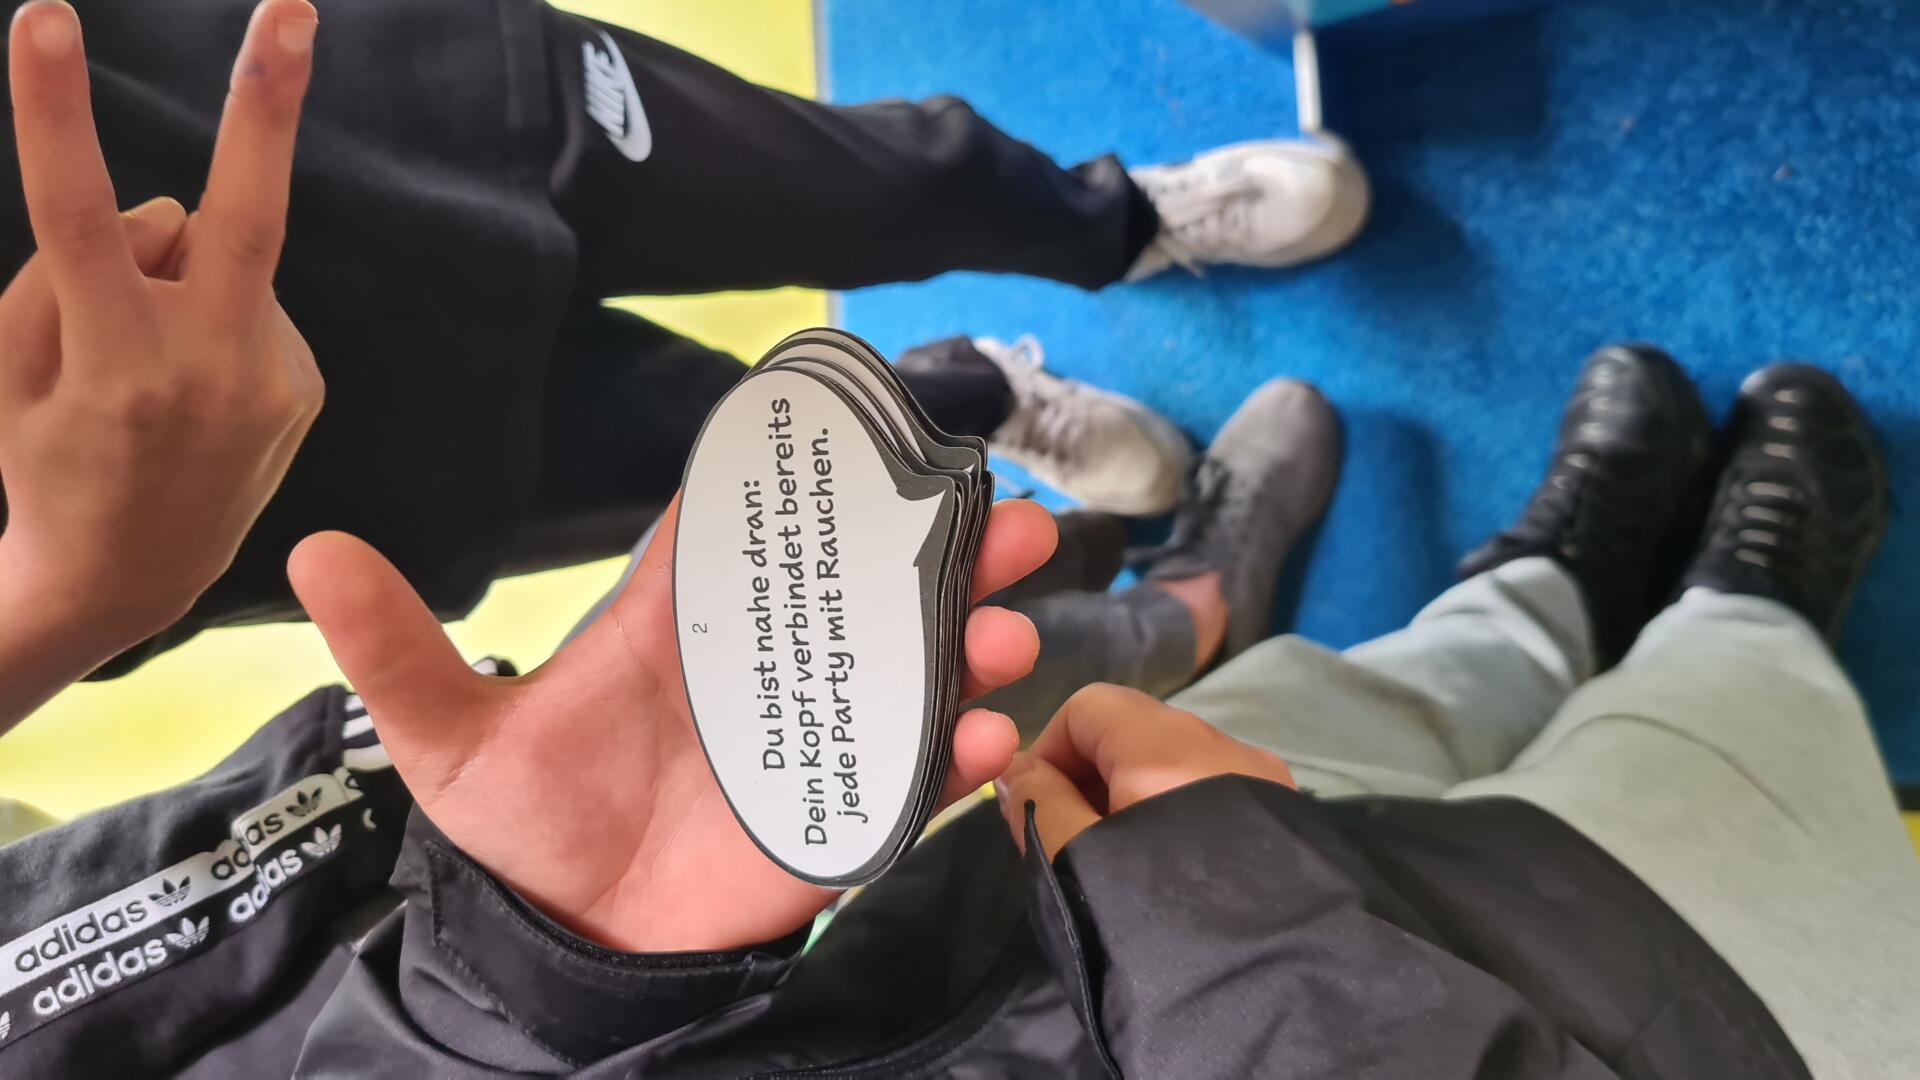 2
Du bist nahe dran:
Dein Kopf verbindet bereits
jede Party mit Rauchen.
NIKE
adidas
adidas
adidas
adidas